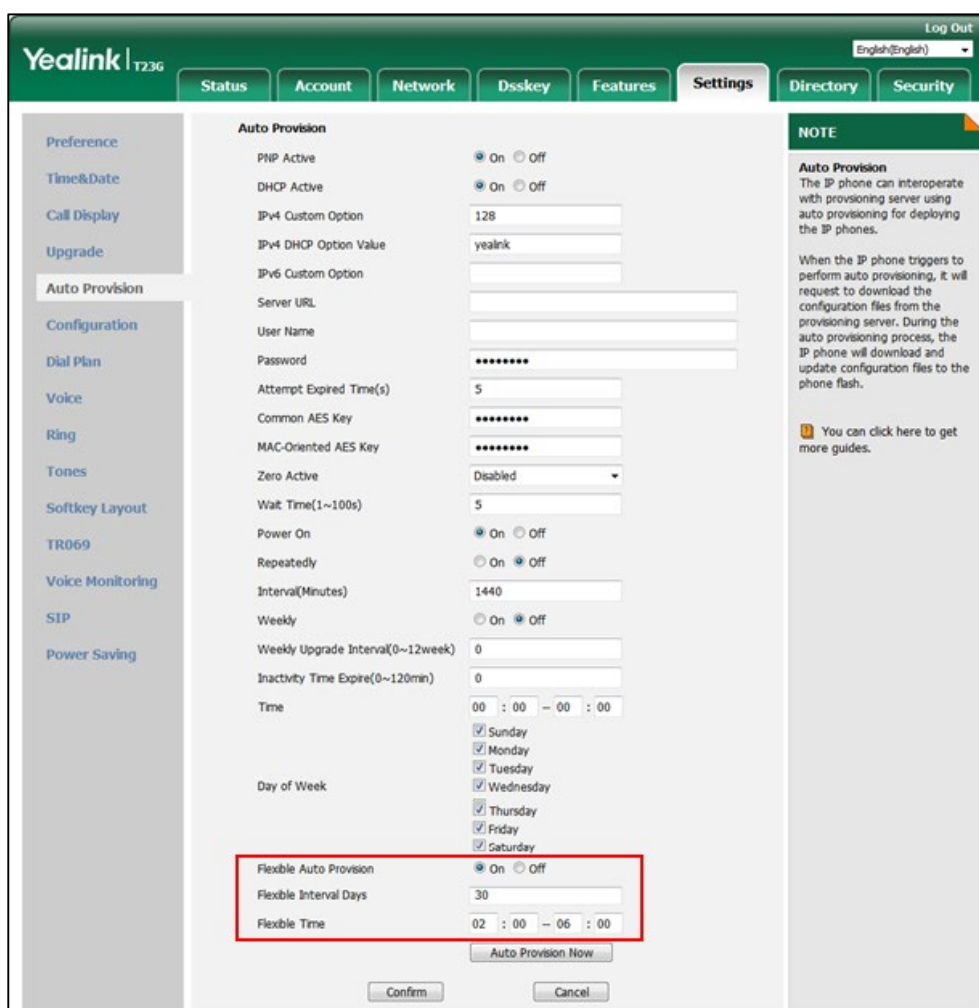 Log Out
Yealink T23G
English(English)
Status Account Network Dsskey Features Settings Directory Security
Preference
Time&Date
Call Display
Upgrade
Auto Provision
Configuration
Dial Plan
Voice
Ring
Tones
Softkey Layout
TR069
Voice Monitoring
SIP
Power Saving
Auto Provision
PNP Active On Off
DHCP Active On Off
IPv4 Custom Option 128
IPv4 DHCP Option Value yealink
IPv6 Custom Option
Server URL
User Name
Password ••••••••
Attempt Expired Time(s) 5
Common AES Key ••••••••
MAC-Oriented AES Key ••••••••
Zero Active Disabled
Wait Time(1~100s) 5
Power On On Off
Repeatedly On Off
Interval(Minutes) 1440
Weekly On Off
Weekly Upgrade Interval(0~12week) 0
Inactivity Time Expire(0~120min) 0
Time 00 : 00 – 00 : 00
Sunday
Monday
Tuesday
Day of Week Wednesday
Thursday
Friday
Saturday
Flexible Auto Provision On Off
Flexible Interval Days 30
Flexible Time 02 : 00 – 06 : 00
Auto Provision Now
Confirm Cancel
NOTE
Auto Provision
The IP phone can interoperate
with provsioning server using
auto provisioning for deploying
the IP phones.
When the IP phone triggers to
perform auto provisioning, it will
request to download the
configuration files from the
provisioning server. During the
auto provisioning process, the
IP phone will download and
update configuration files to the
phone flash.
You can click here to get
more guides.